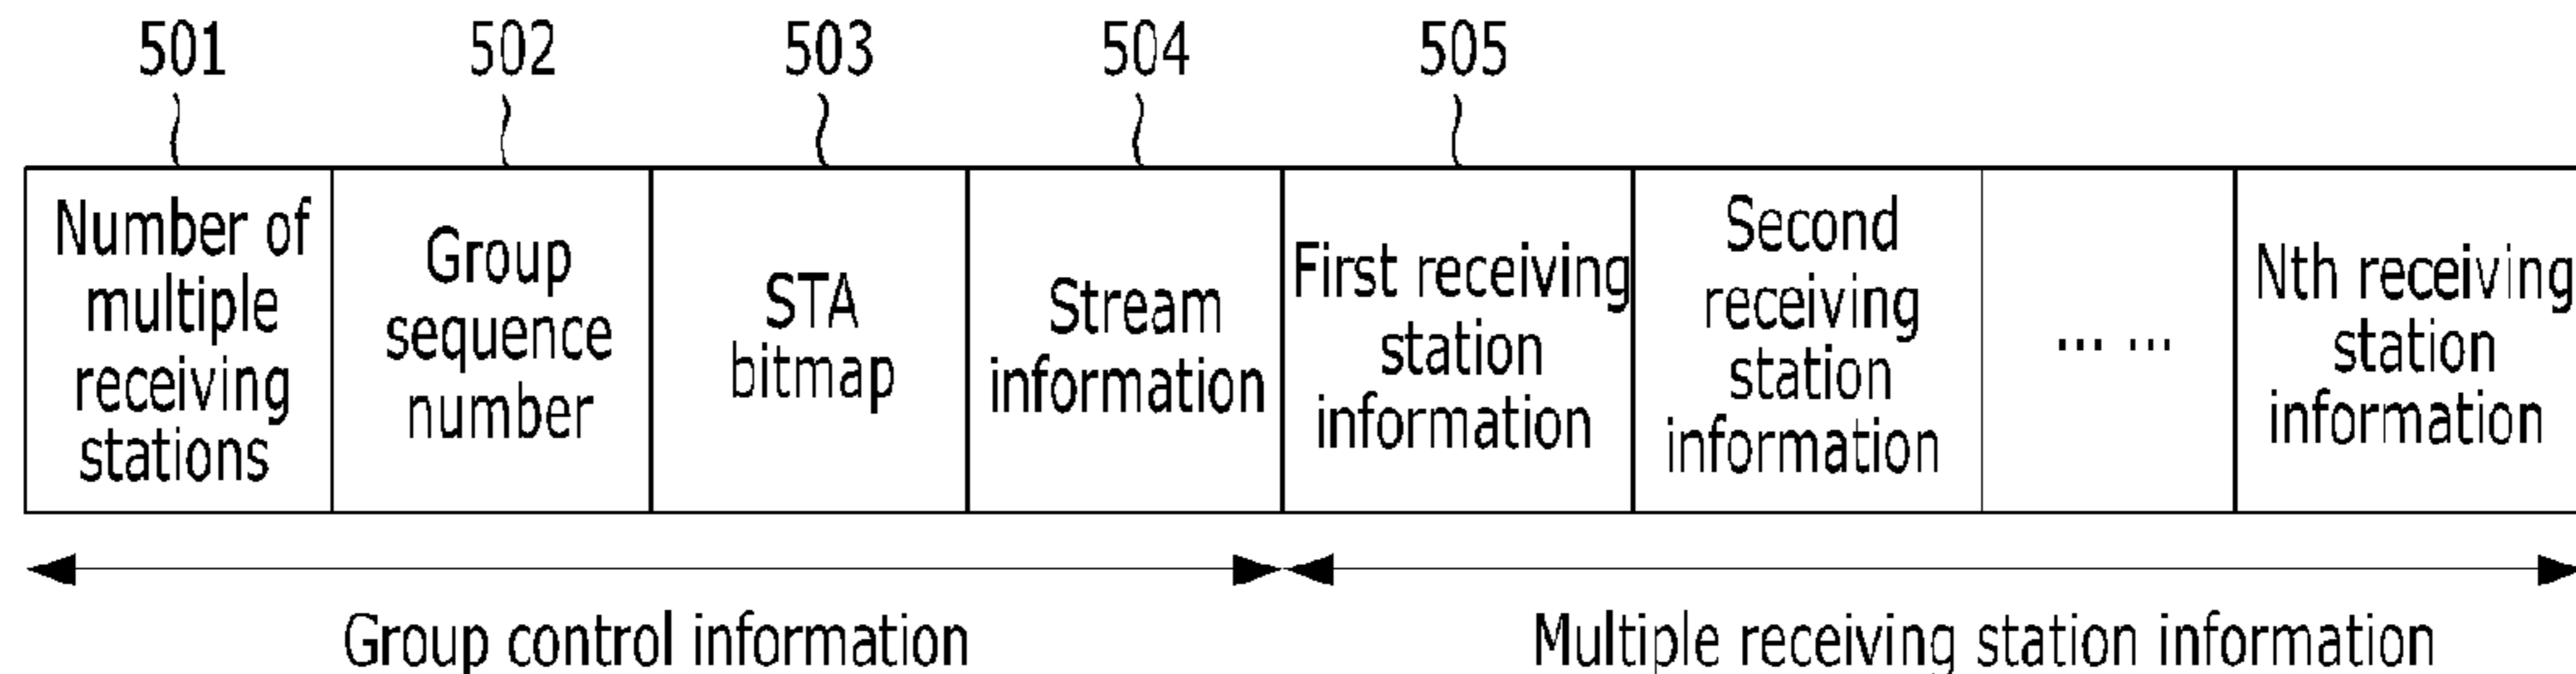 501 502 503 504 505
Number of
multiple
receiving
stations
Group
sequence
number
STA
bitmap
Stream
information
First receiving
station
information
Second
receiving
station
information
... ...
Nth receiving
station
information
Group control information
Multiple receiving station information